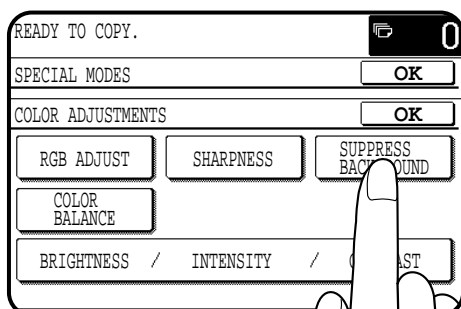 READY TO COPY.
0
SPECIAL MODES
OK
COLOR ADJUSTMENTS
OK
RGB ADJUST
SHARPNESS
SUPPRESS
COLOR
BALANCE
BRIGHTNESS / INTENSITY /